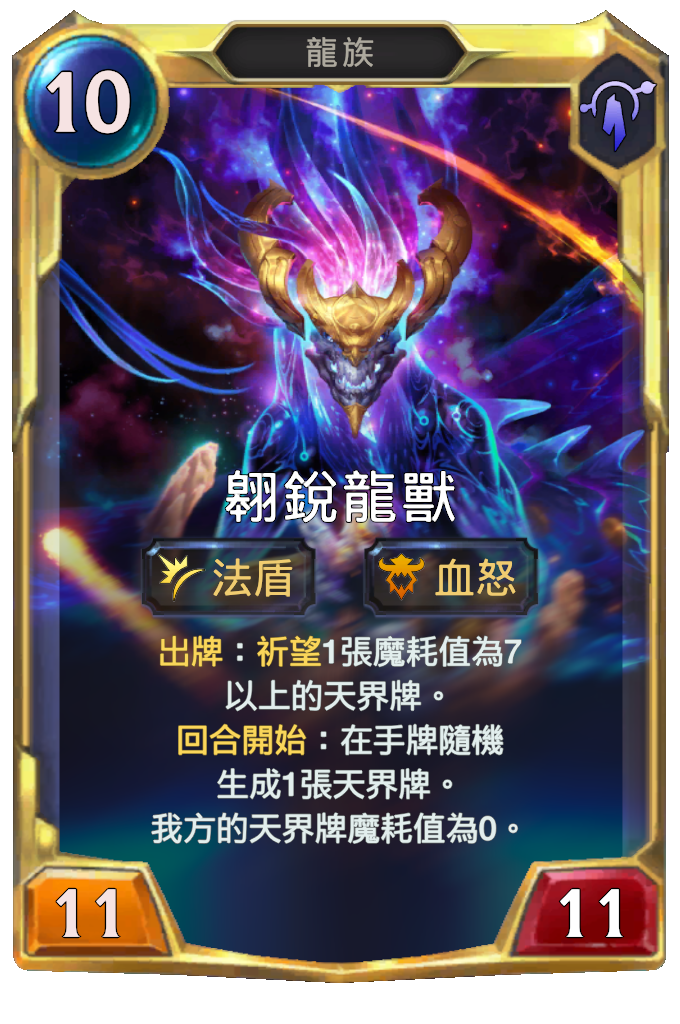 龍族
10
翱銳龍獸
法盾 血怒
出牌：祈望1張魔耗值為7
以上的天界牌。
回合開始：在手牌隨機
生成1張天界牌。
我方的天界牌魔耗值為0。
11 11